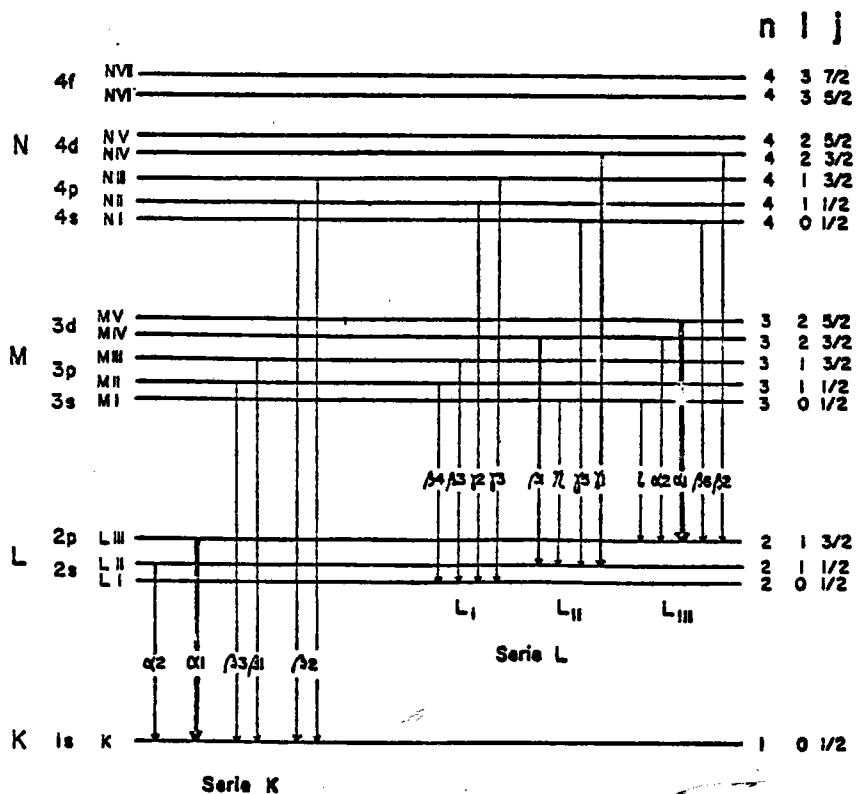 n l j
4f NVII 4 3 7/2
NVI 4 3 5/2
N 4d NV 4 2 5/2
NIV 4 2 3/2
4p NIII 4 1 3/2
NII 4 1 1/2
4s NI 4 0 1/2
3d MV 3 2 5/2
MIV 3 2 3/2
M 3p MIII 3 1 3/2
MII 3 1 1/2
3s MI 3 0 1/2
β4 β3 γ2 γ3 β1 η γ5 γ1 l α2 α1 β6 β2
2p LIII 2 1 3/2
L LII 2 1 1/2
2s LI 2 0 1/2
LI LII LIII
Serie L
α2 α1 β3 β1 β2
K 1s K 1 0 1/2
Serie K